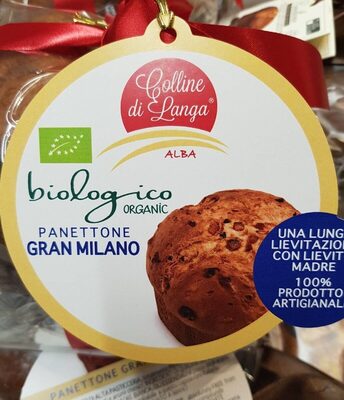 Colline
di Langa®
ALBA
biologico
ORGANIC
PANETTONE
GRAN MILANO
UNA LUNG
LIEVITAZIO
CON LIEVIT
MADRE
100%
PRODOTTO
ARTIGIANAL
PANETTONE GRAN